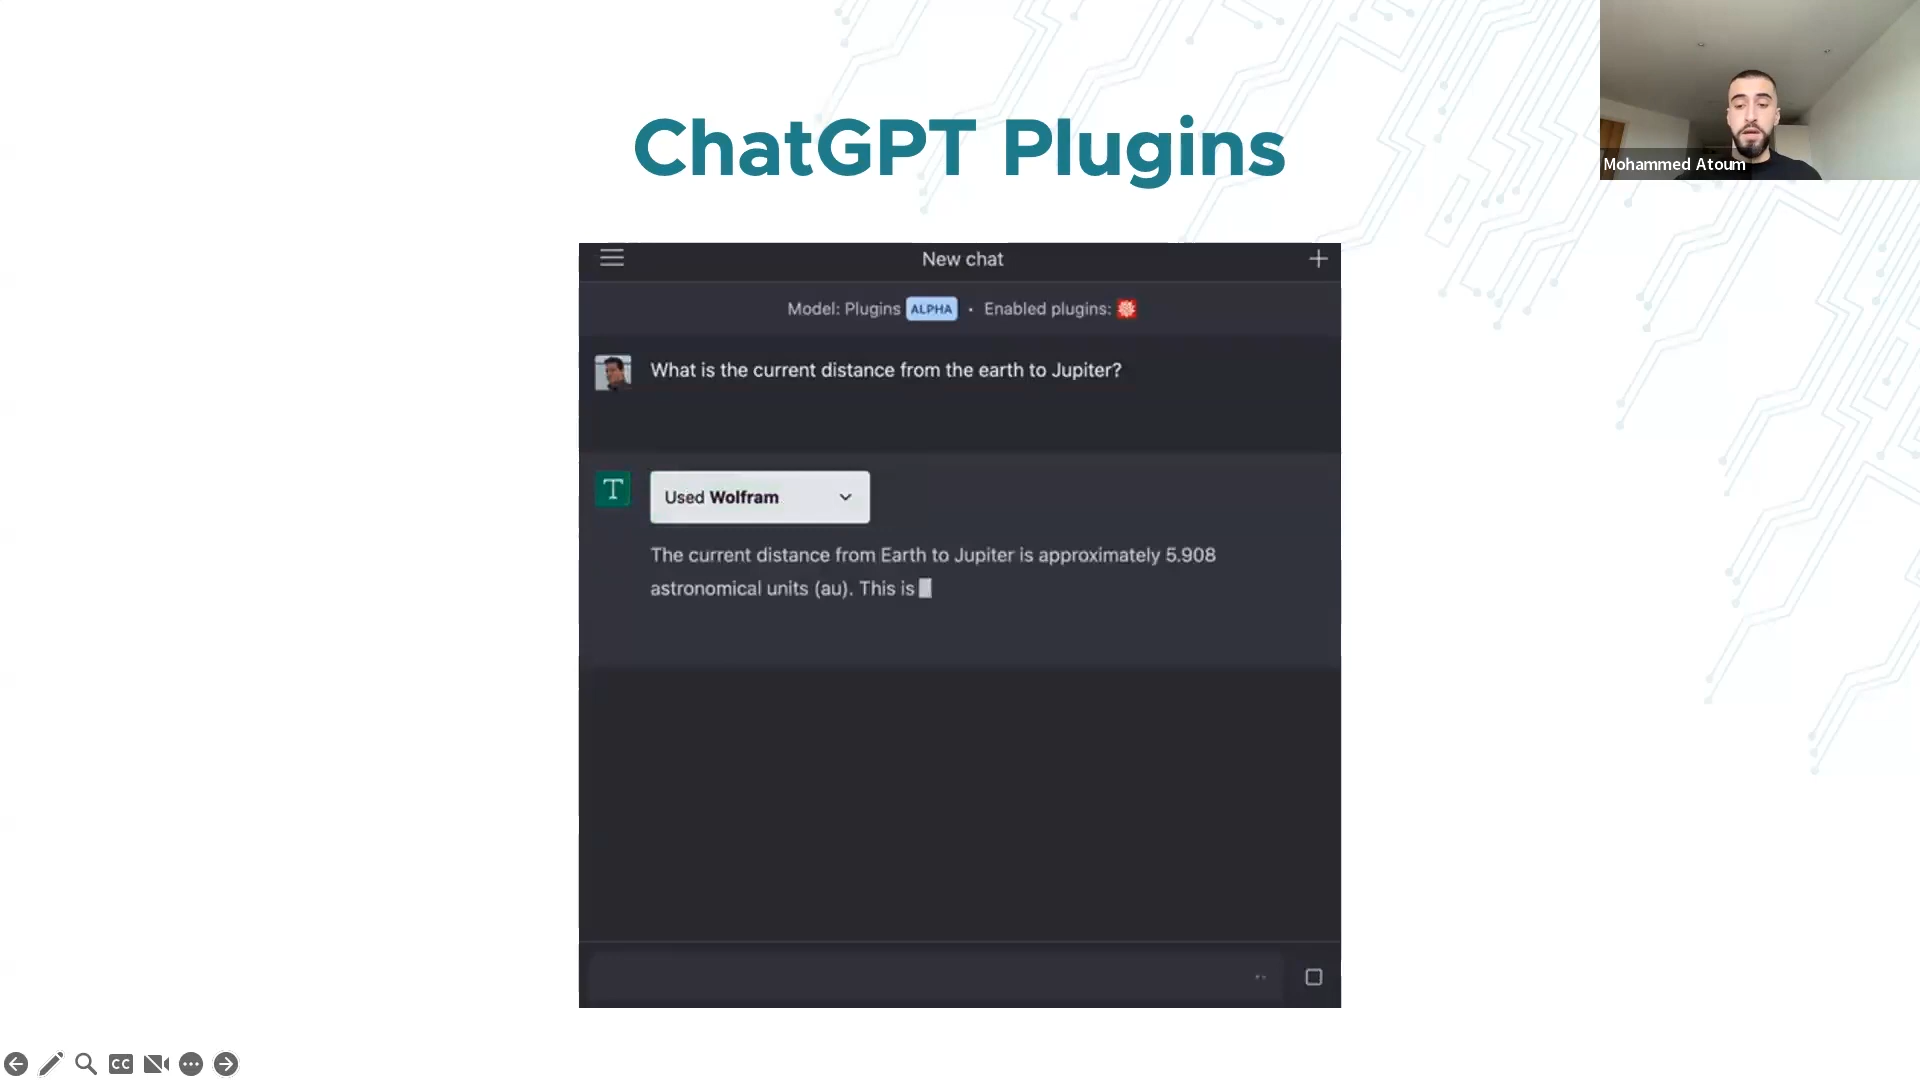 ChatGPT Plugins
Mohammed Atoum
New chat
Model: Plugins ALPHA · Enabled plugins:
What is the current distance from the earth to Jupiter?
T
Used Wolfram
The current distance from Earth to Jupiter is approximately 5.908
astronomical units (au). This is
CC